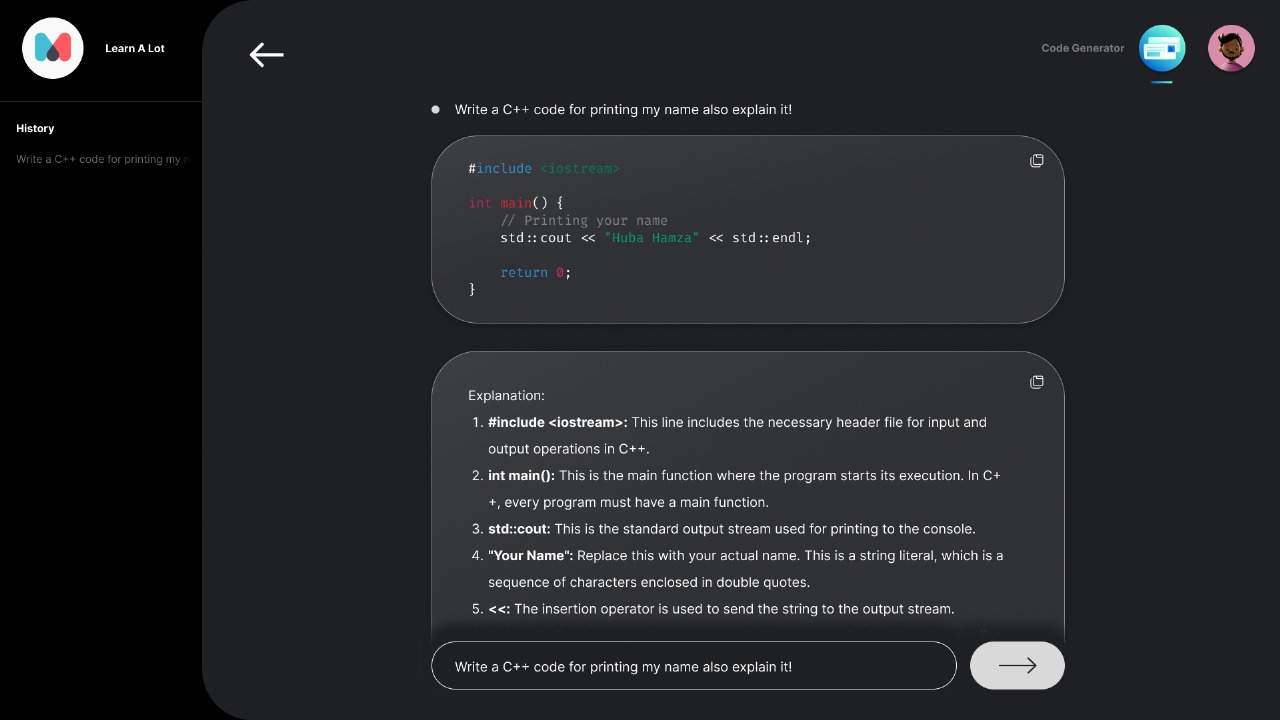 Learn A Lot
Code Generator
History
Write a C++ code for printing my n
Write a C++ code for printing my name also explain it!
#include <iostream>
int main() {
// Printing your name
std::cout << "Huba Hamza" << std::endl;
return 0;
}
Explanation:
1. #include <iostream>: This line includes the necessary header file for input and
output operations in C++.
2. int main(): This is the main function where the program starts its execution. In C+
+, every program must have a main function.
3. std::cout: This is the standard output stream used for printing to the console.
4. "Your Name": Replace this with your actual name. This is a string literal, which is a
sequence of characters enclosed in double quotes.
5. <<: The insertion operator is used to send the string to the output stream.
Write a C++ code for printing my name also explain it!